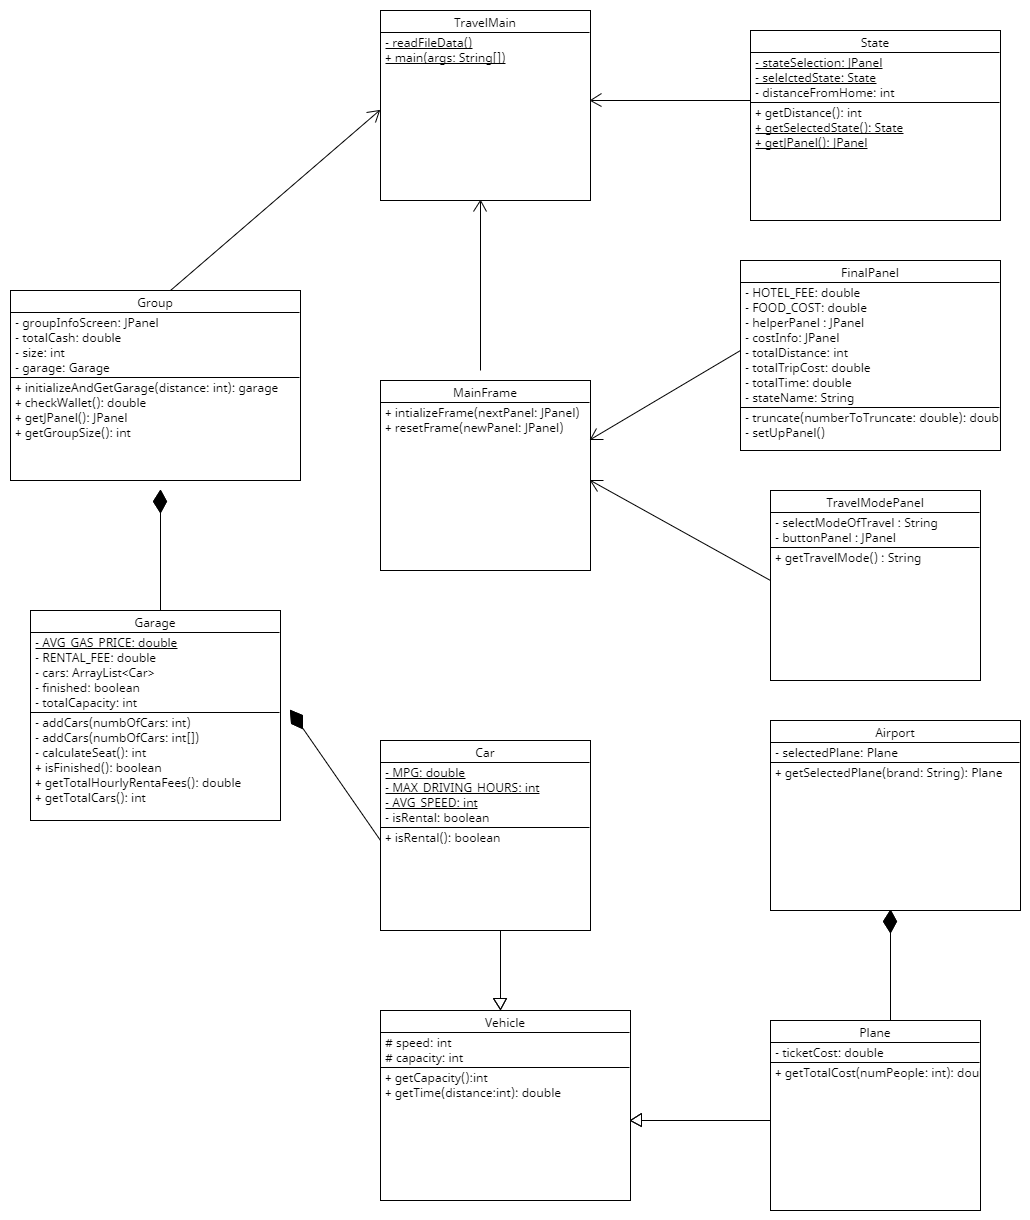 TravelMain
- readFileData()
+ main(args: String[])
State
- stateSelection: JPanel
- selelctedState: State
- distanceFromHome: int
+ getDistance(): int
+ getSelectedState(): State
+ getJPanel(): JPanel
Group
- groupInfoScreen: JPanel
- totalCash: double
- size: int
- garage: Garage
+ initializeAndGetGarage(distance: int): garage
+ checkWallet(): double
+ getJPanel(): JPanel
+ getGroupSize(): int
FinalPanel
- HOTEL_FEE: double
- FOOD_COST: double
- helperPanel : JPanel
- costInfo: JPanel
- totalDistance: int
- totalTripCost: double
- totalTime: double
- stateName: String
- truncate(numberToTruncate: double): doub
- setUpPanel()
MainFrame
+ intializeFrame(nextPanel: JPanel)
+ resetFrame(newPanel: JPanel)
TravelModePanel
- selectModeOfTravel : String
- buttonPanel : JPanel
+ getTravelMode() : String
Garage
- AVG_GAS_PRICE: double
- RENTAL_FEE: double
- cars: ArrayList<Car>
- finished: boolean
- totalCapacity: int
- addCars(numbOfCars: int)
- addCars(numbOfCars: int[])
- calculateSeat(): int
+ isFinished(): boolean
+ getTotalHourlyRentaFees(): double
+ getTotalCars(): int
Car
- MPG: double
- MAX_DRIVING_HOURS: int
- AVG_SPEED: int
- isRental: boolean
+ isRental(): boolean
Airport
- selectedPlane: Plane
+ getSelectedPlane(brand: String): Plane
Vehicle
# speed: int
# capacity: int
+ getCapacity():int
+ getTime(distance:int): double
Plane
- ticketCost: double
+ getTotalCost(numPeople: int): dou